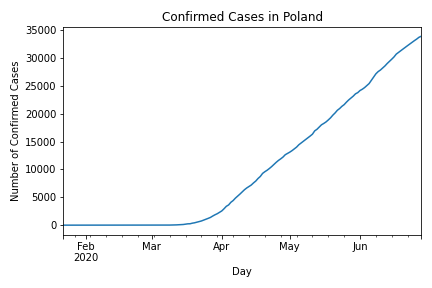 Confirmed Cases in Poland
35000
30000
25000
20000
15000
10000
5000
0
Number of Confirmed Cases
Feb
2020
Mar
Apr
May
Jun
Day